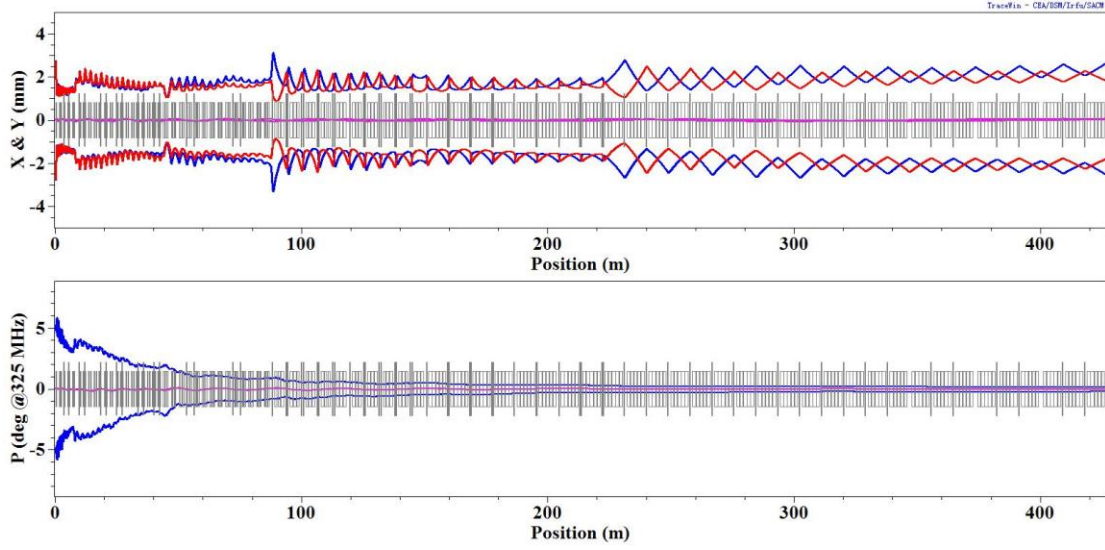 TraceWin - CEA/DSM/Irfu/SACM
X & Y (mm)
4
2
0
-2
-4
0 100 200 300 400
Position (m)
P (deg @325 MHz)
5
0
-5
0 100 200 300 400
Position (m)